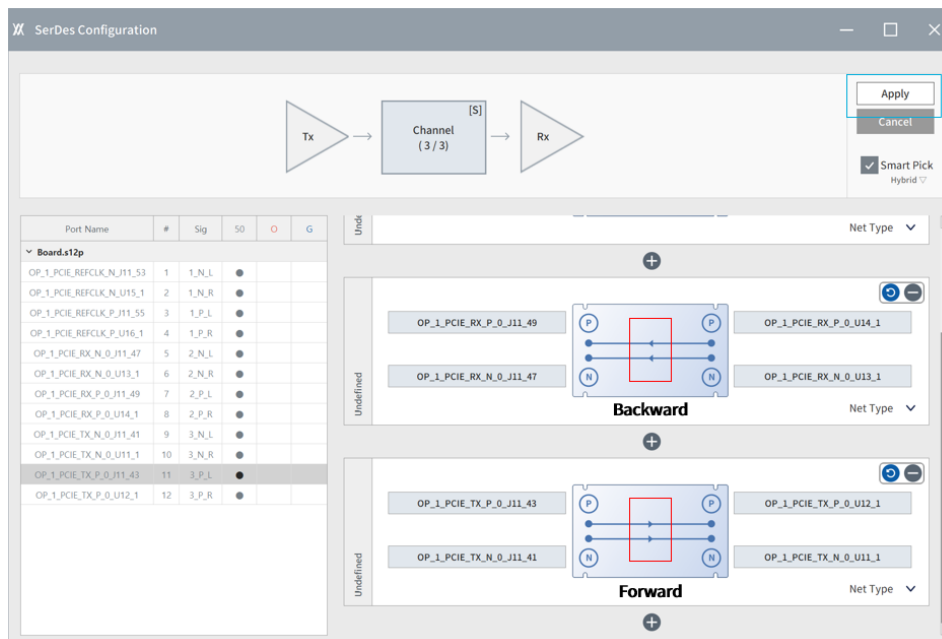 SerDes Configuration
Tx
Channel
( 3 / 3 )
[S]
Rx
Apply
Cancel
Smart Pick
Hybrid
Port Name # Sig 50 O G
Board.s12p
OP_1_PCIE_REFCLK_N_J11_53 1 1_N_L
OP_1_PCIE_REFCLK_N_U15_1 2 1_N_R
OP_1_PCIE_REFCLK_P_J11_55 3 1_P_L
OP_1_PCIE_REFCLK_P_U16_1 4 1_P_R
OP_1_PCIE_RX_N_0_J11_47 5 2_N_L
OP_1_PCIE_RX_N_0_U13_1 6 2_N_R
OP_1_PCIE_RX_P_0_J11_49 7 2_P_L
OP_1_PCIE_RX_P_0_U14_1 8 2_P_R
OP_1_PCIE_TX_N_0_J11_41 9 3_N_L
OP_1_PCIE_TX_N_0_U11_1 10 3_N_R
OP_1_PCIE_TX_P_0_J11_43 11 3_P_L
OP_1_PCIE_TX_P_0_U12_1 12 3_P_R
Net Type
Undefined
OP_1_PCIE_RX_P_0_J11_49
P
P
OP_1_PCIE_RX_P_0_U14_1
OP_1_PCIE_RX_N_0_J11_47
N
N
OP_1_PCIE_RX_N_0_U13_1
Backward
Net Type
Undefined
OP_1_PCIE_TX_P_0_J11_43
P
P
OP_1_PCIE_TX_P_0_U12_1
OP_1_PCIE_TX_N_0_J11_41
N
N
OP_1_PCIE_TX_N_0_U11_1
Forward
Net Type